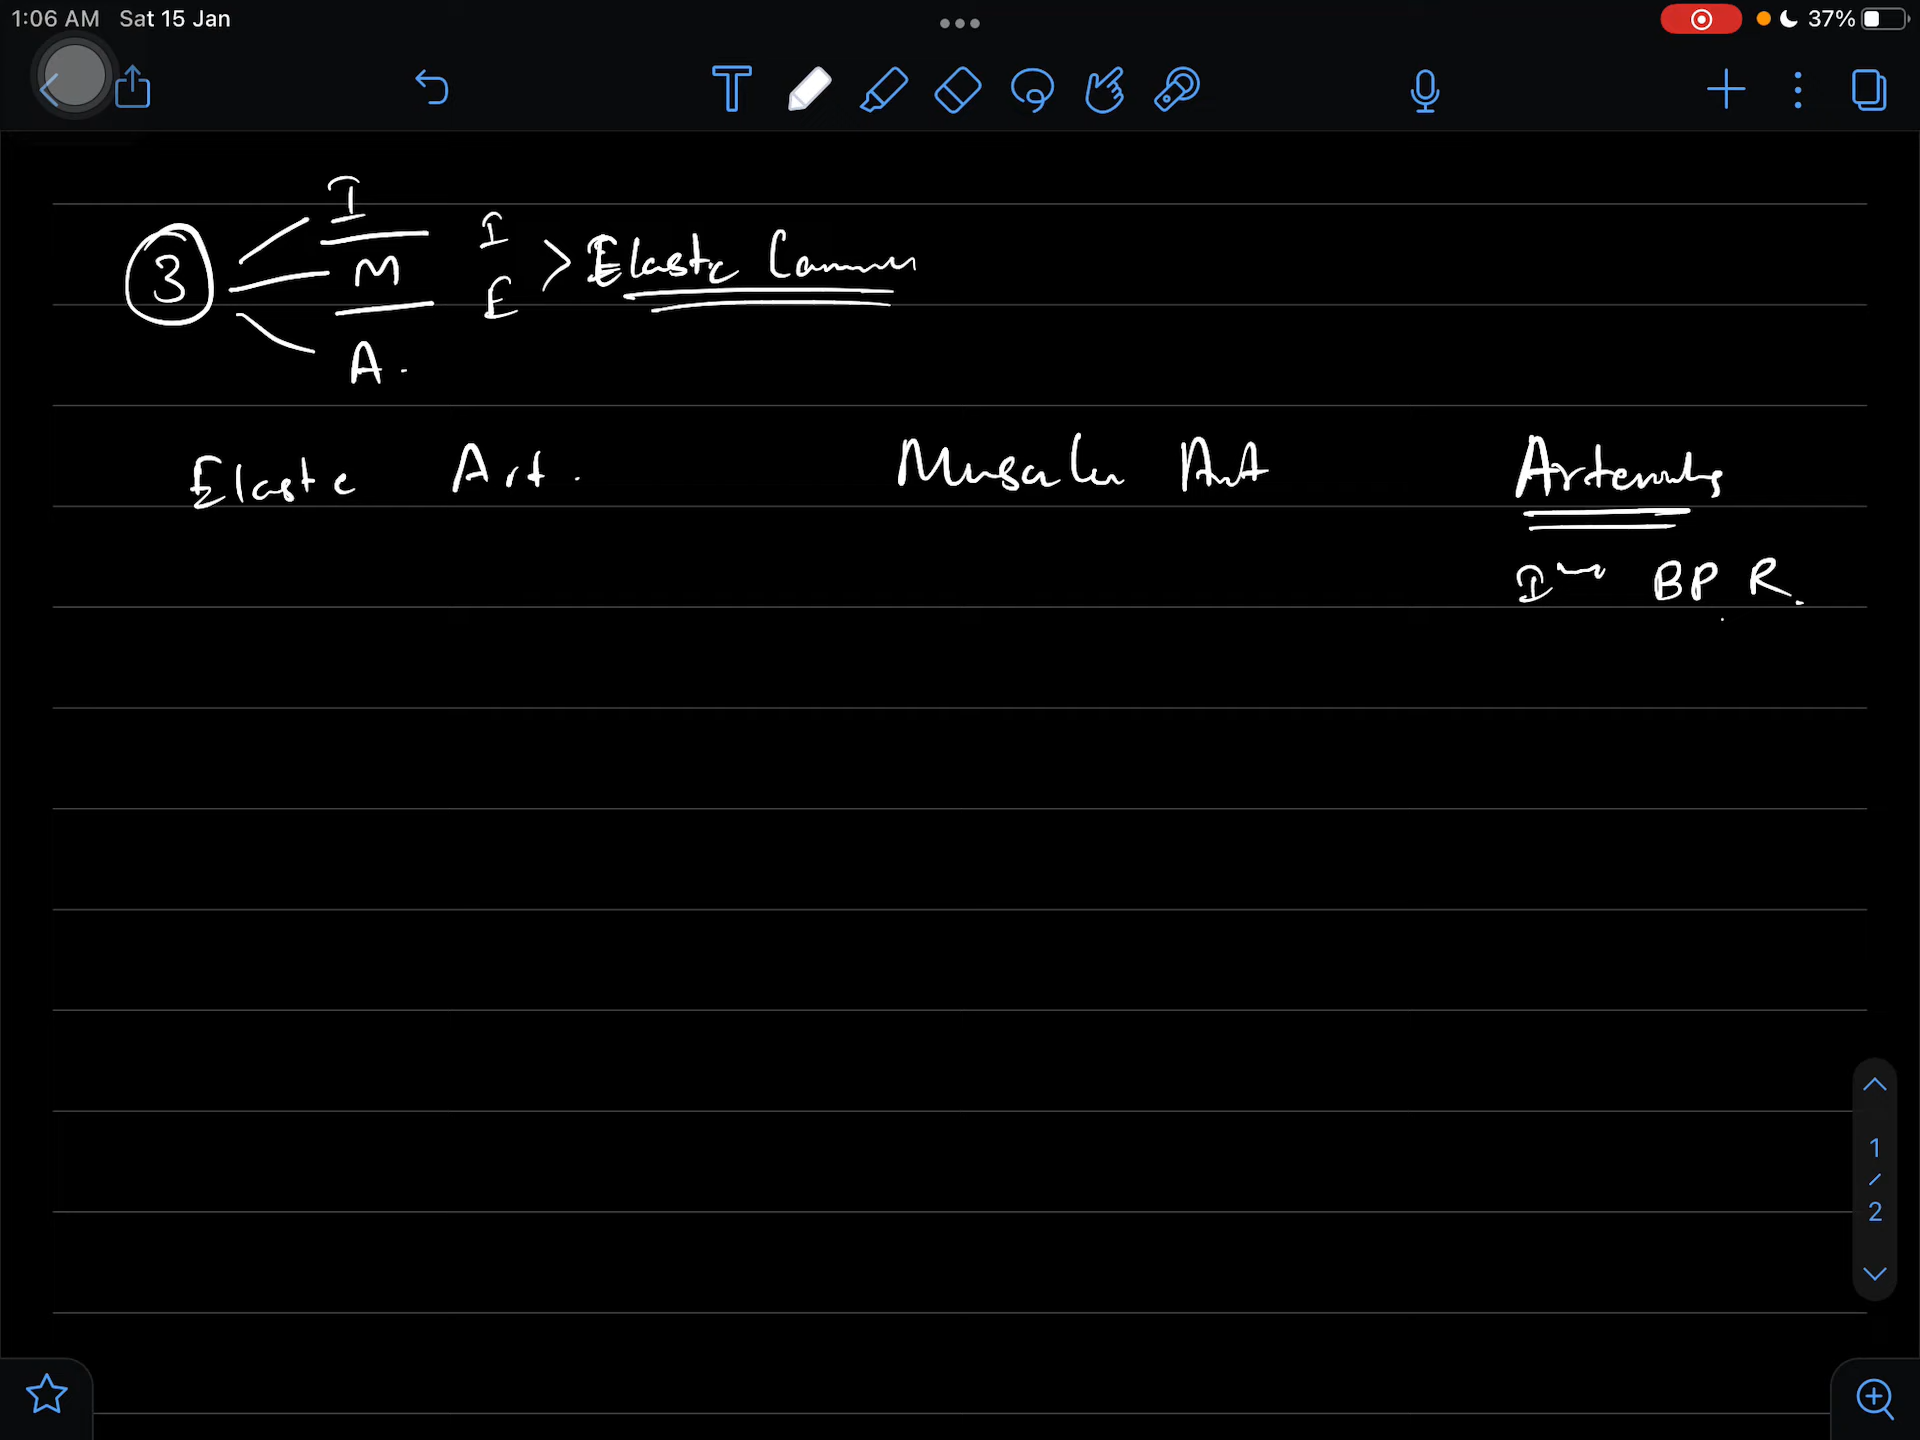 1:06 AM Sat 15 Jan
37%
I
3 M I E > Elastic
A.
Elastic Art. Muscular Art Arterioles
BP R.
1
/
2